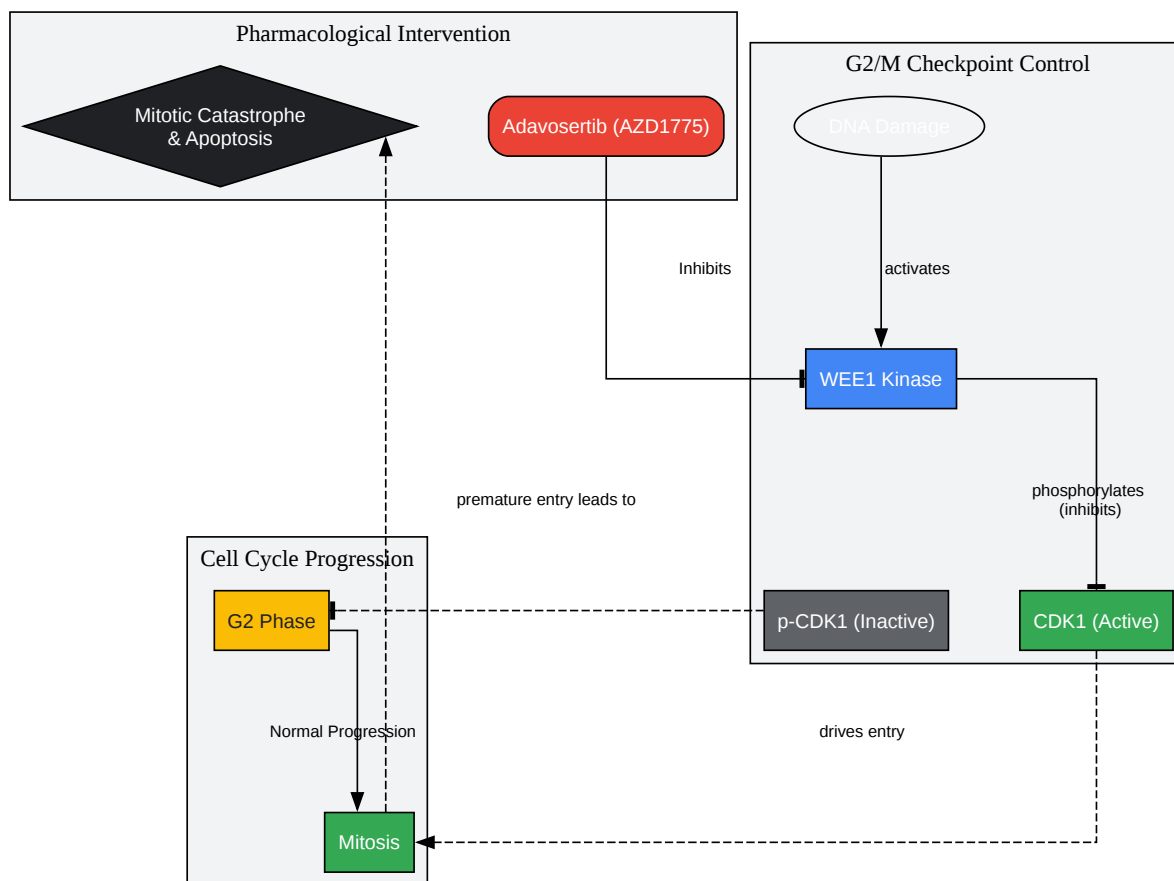 Pharmacological Intervention
Mitotic Catastrophe
& Apoptosis
Adavosertib (AZD1775)
G2/M Checkpoint Control
DNA Damage
Inhibits
activates
WEE1 Kinase
premature entry leads to
phosphorylates
(inhibits)
Cell Cycle Progression
G2 Phase
p-CDK1 (Inactive)
CDK1 (Active)
Normal Progression
drives entry
Mitosis